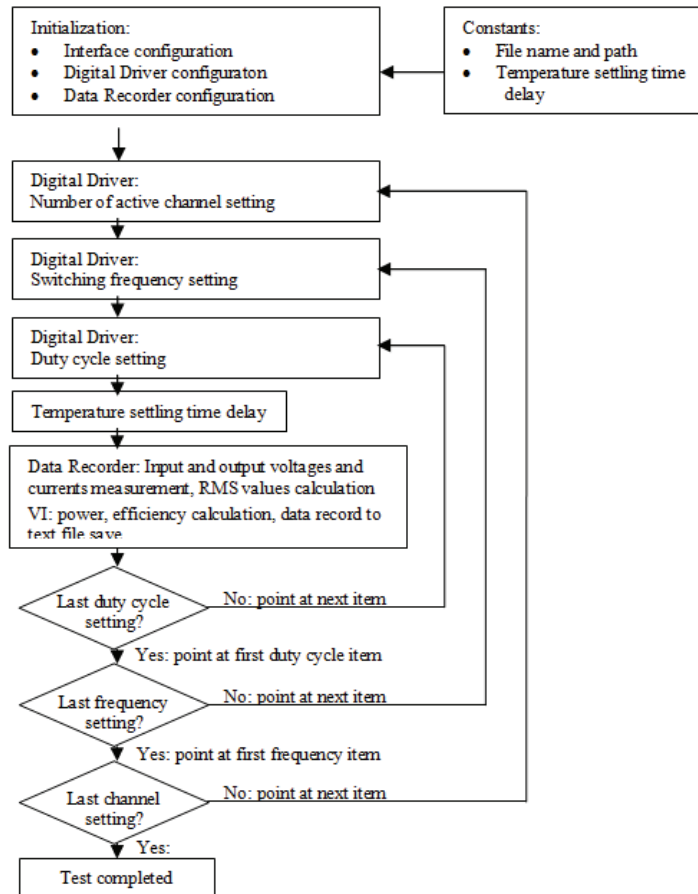 Initialization:
• Interface configuration
• Digital Driver configuraton
• Data Recorder configuration
Constants:
• File name and path
• Temperature settling time
delay
Digital Driver:
Number of active channel setting
Digital Driver:
Switching frequency setting
Digital Driver:
Duty cycle setting
Temperature settling time delay
Data Recorder: Input and output voltages and
currents measurement, RMS values calculation
VI: power, efficiency calculation, data record to
text file save
Last duty cycle
setting?
No: point at next item
Yes: point at first duty cycle item
Last frequency
setting?
No: point at next item
Yes: point at first frequency item
Last channel
setting?
No: point at next item
Yes:
Test completed